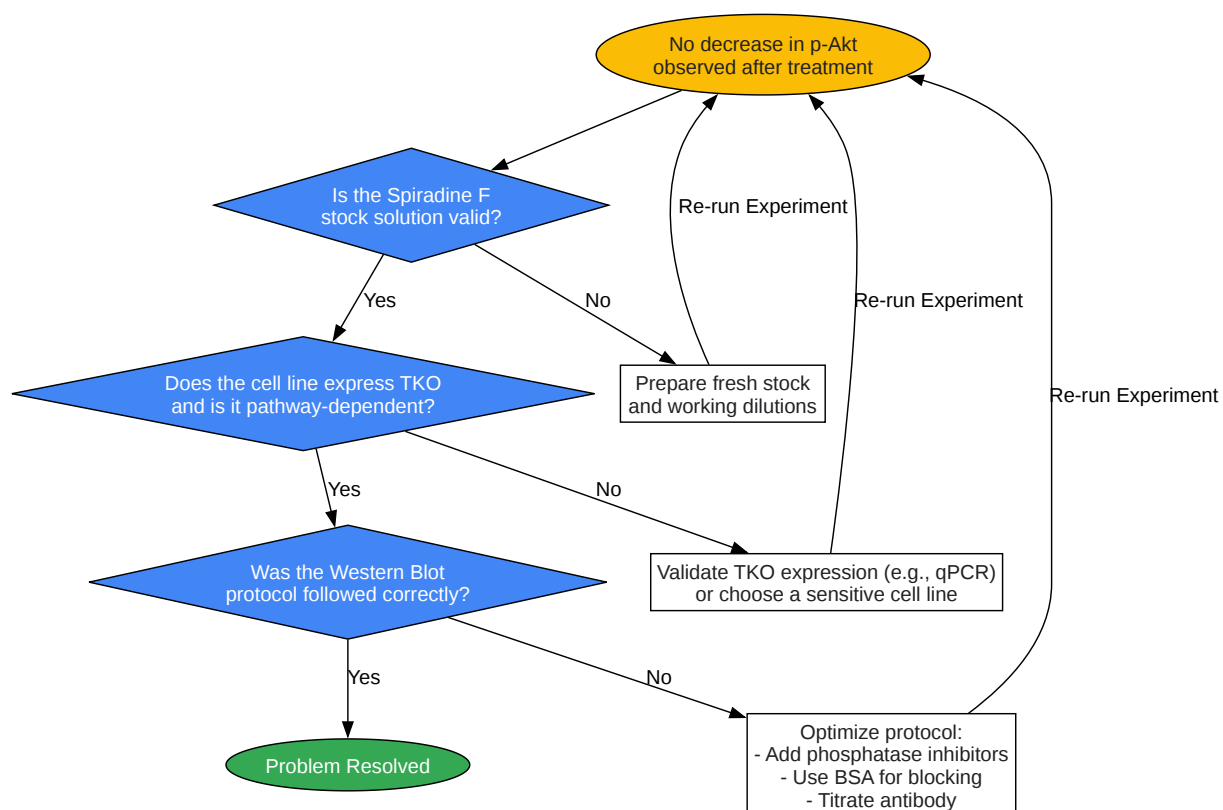 No decrease in p-Akt
observed after treatment
Is the Spiradine F
stock solution valid?
Re-run Experiment
Yes
No
Re-run Experiment
Does the cell line express TKO
and is it pathway-dependent?
Prepare fresh stock
and working dilutions
Re-run Experiment
Yes
No
Was the Western Blot
protocol followed correctly?
Validate TKO expression (e.g., qPCR)
or choose a sensitive cell line
Yes
No
Problem Resolved
Optimize protocol:
- Add phosphatase inhibitors
- Use BSA for blocking
- Titrate antibody